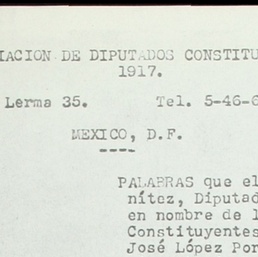 IACION DE DIPUTADOS CONSTITU
1917.
Lerma 35. Tel. 5-46-6
MEXICO, D.F.
----
PALABRAS que el
nítez, Diputad
en nombre de l
Constituyentes
José López Por